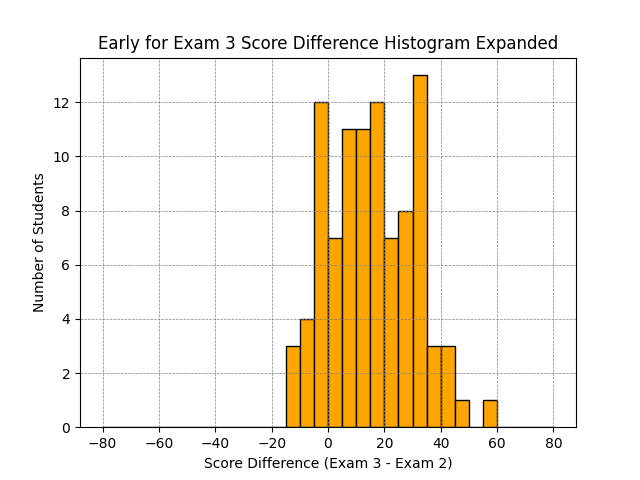 Early for Exam 3 Score Difference Histogram Expanded
Number of Students
12
10
8
6
4
2
0
−80 −60 −40 −20 0 20 40 60 80
Score Difference (Exam 3 - Exam 2)